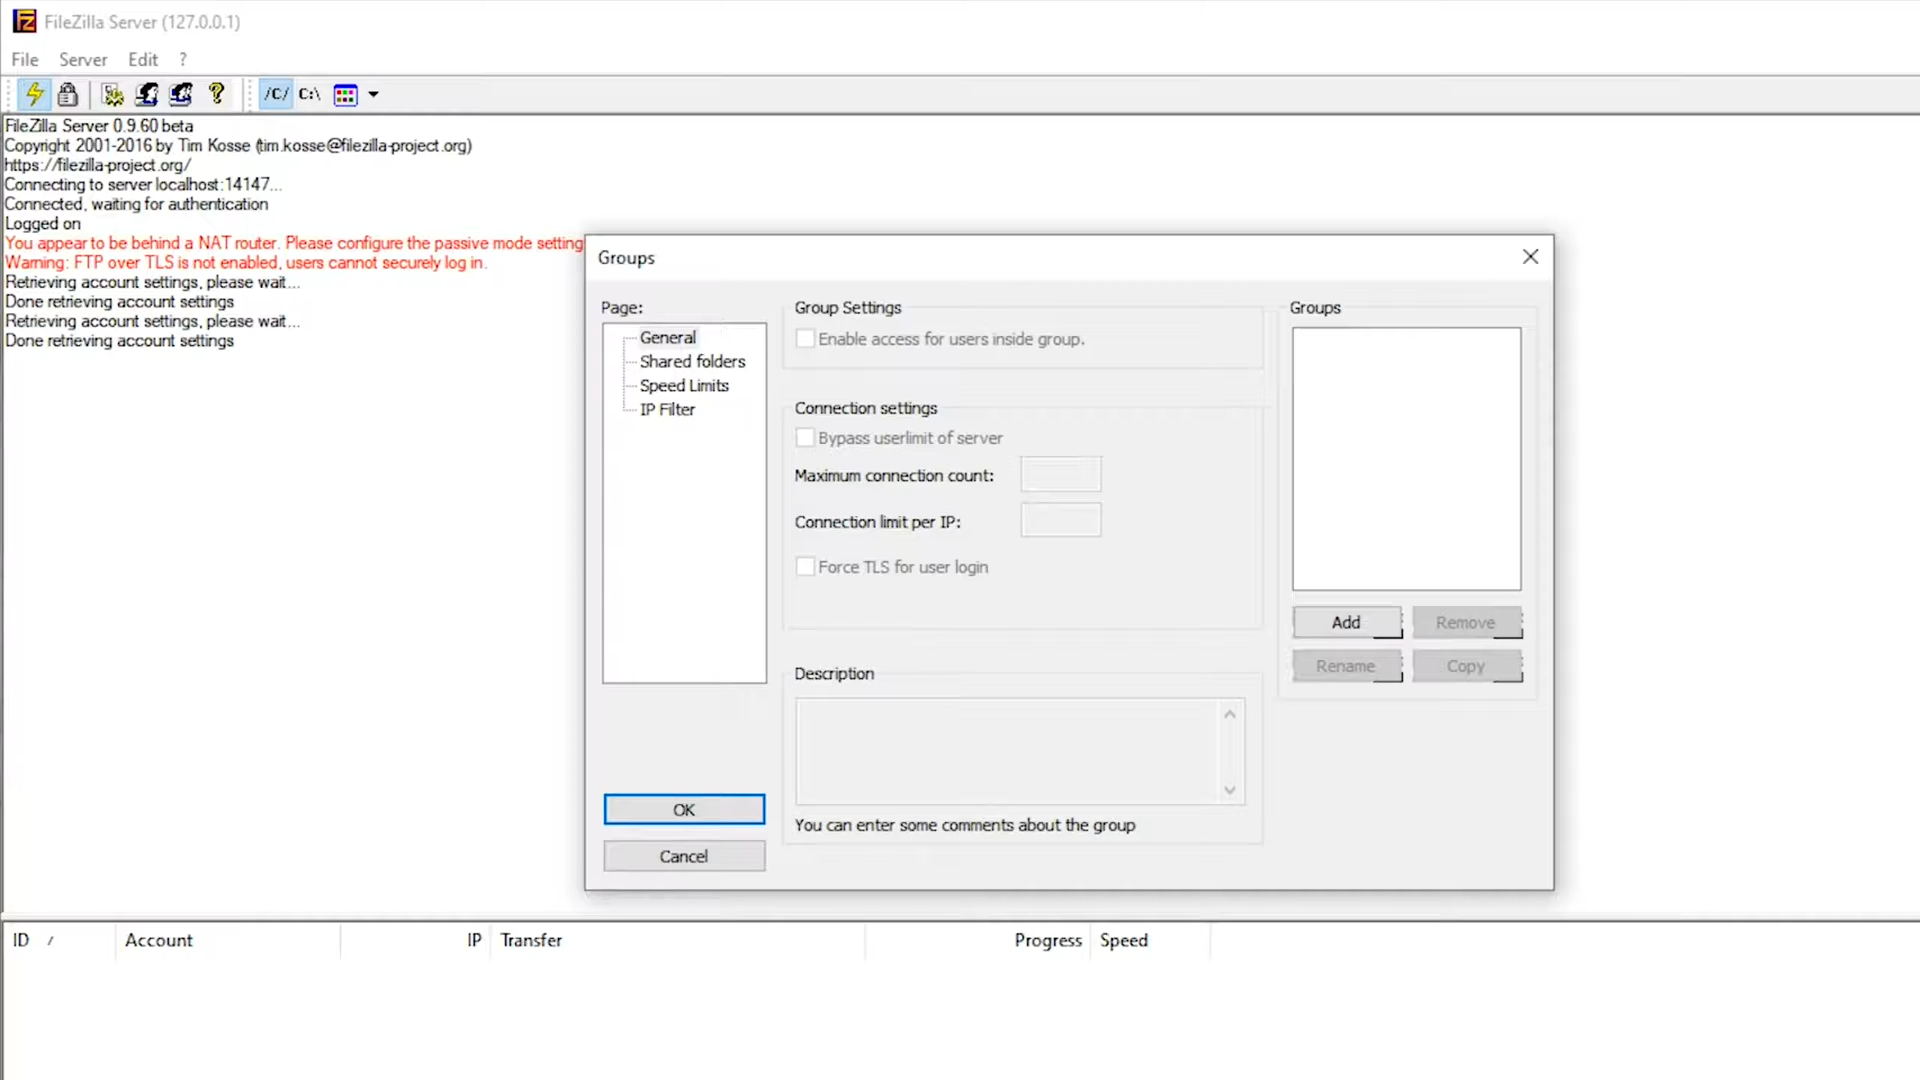 FileZilla Server (127.0.0.1)
File Server Edit ?
/C/ C:\
FileZilla Server 0.9.60 beta
Copyright 2001-2016 by Tim Kosse (tim.kosse@filezilla-project.org)
https://filezilla-project.org/
Connecting to server localhost:14147...
Connected, waiting for authentication
Logged on
You appear to be behind a NAT router. Please configure the passive mode setting
Warning: FTP over TLS is not enabled, users cannot securely log in.
Retrieving account settings, please wait...
Done retrieving account settings
Retrieving account settings, please wait...
Done retrieving account settings
Groups
Page:
General
Shared folders
Speed Limits
IP Filter
OK
Cancel
Group Settings
Enable access for users inside group.
Connection settings
Bypass userlimit of server
Maximum connection count:
Connection limit per IP:
Force TLS for user login
Description
You can enter some comments about the group
Groups
Add Remove
Rename Copy
ID / Account IP Transfer Progress Speed